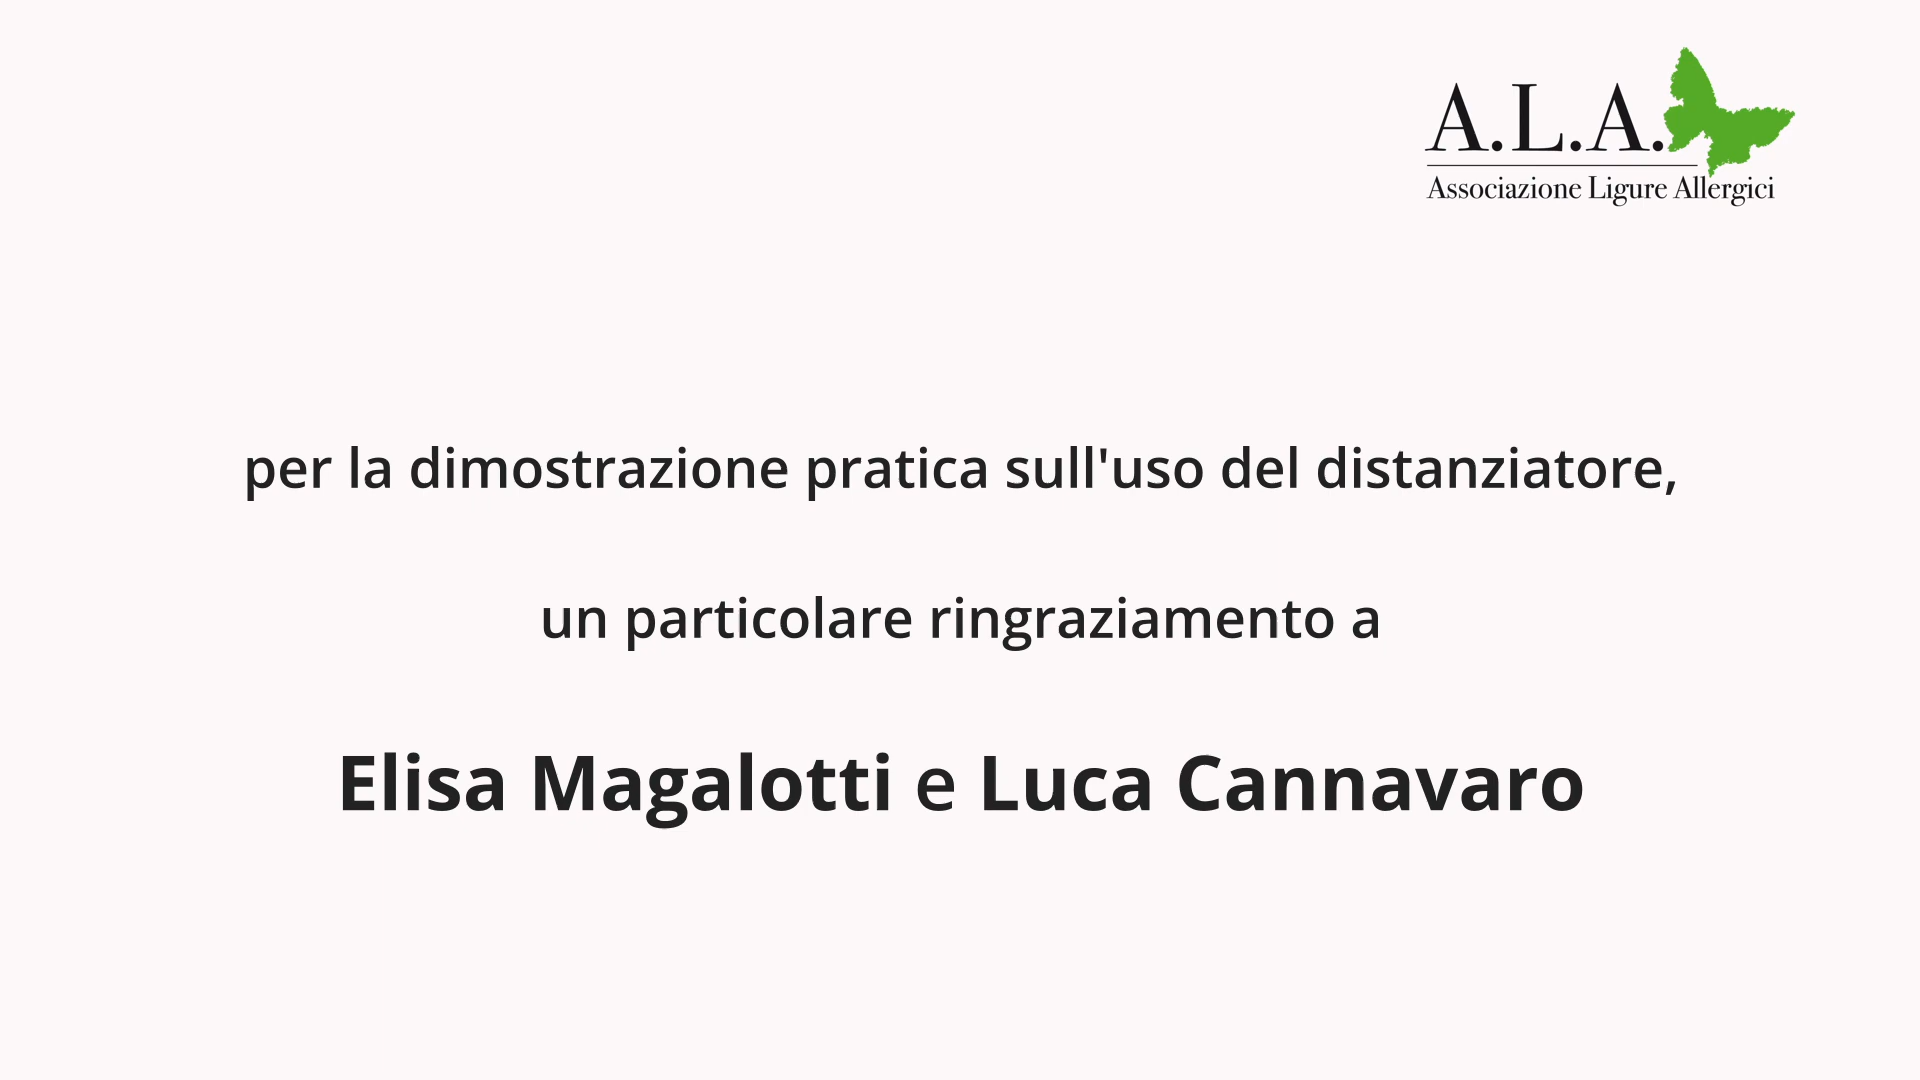 A.L.A.
Associazione Ligure Allergici
per la dimostrazione pratica sull'uso del distanziatore,
un particolare ringraziamento a
Elisa Magalotti e Luca Cannavaro